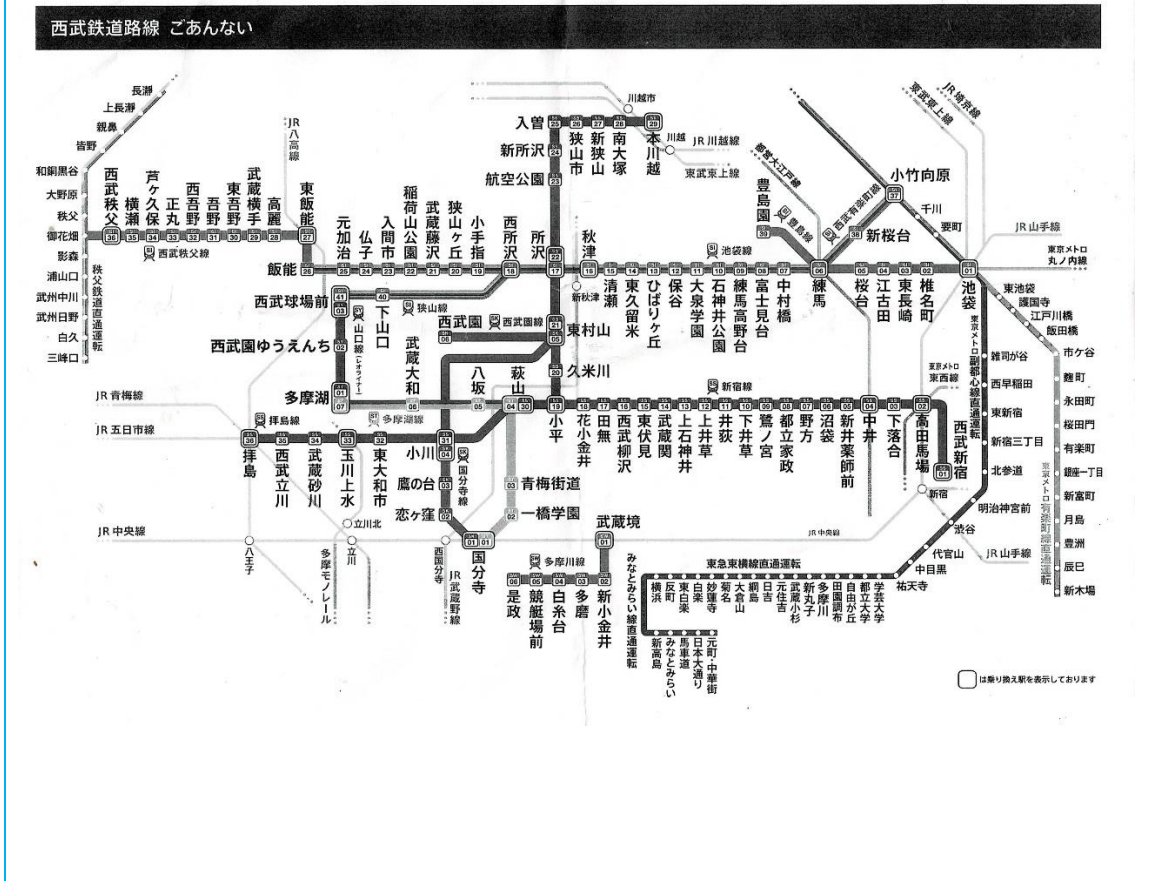 西武鉄道路線 ごあんない
長瀞
上長瀞
親鼻
皆野
和銅黒谷
大野原
秩父
御花畑
影森
浦山口
武州中川
武州日野
白久
三峰口
秩父鉄道直通運転
西武秩父
横瀬
芦ヶ久保
正丸
西吾野
吾野
東吾野
武蔵横手
高麗
東飯能
西武秩父線
JR八高線
飯能
元加治
仏子
入間市
稲荷山公園
武蔵藤沢
狭山ヶ丘
小手指
西所沢
所沢
秋津
新秋津
清瀬
東久留米
ひばりヶ丘
保谷
大泉学園
石神井公園
練馬高野台
富士見台
中村橋
練馬
桜台
江古田
東長崎
椎名町
池袋
池袋線
入曽
新所沢
航空公園
狭山市
新狭山
南大塚
本川越
川越市
川越
JR川越線
東武東上線
都営大江戸線
豊島園
豊島線
西武有楽町線
新桜台
小竹向原
千川
要町
東武東上線
JR埼京線
JR山手線
東京メトロ
丸ノ内線
東池袋
護国寺
江戸川橋
飯田橋
市ケ谷
麹町
永田町
桜田門
有楽町
銀座一丁目
新富町
月島
豊洲
辰巳
新木場
東京メトロ有楽町線直通運転
東京メトロ副都心線直通運転
雑司が谷
西早稲田
東新宿
新宿三丁目
北参道
明治神宮前
渋谷
代官山
中目黒
祐天寺
JR山手線
西武球場前
下山口
狭山線
西武園ゆうえんち
多摩湖
山口線(レオライナー)
西武園
西武園線
東村山
久米川
武蔵大和
八坂
萩山
多摩湖線
JR青梅線
JR五日市線
拝島線
拝島
西武立川
武蔵砂川
玉川上水
東大和市
小川
鷹の台
恋ヶ窪
国分寺線
国分寺
青梅街道
一橋学園
小平
花小金井
田無
西武柳沢
東伏見
武蔵関
上石神井
上井草
井荻
下井草
鷺ノ宮
都立家政
野方
沼袋
新井薬師前
中井
下落合
高田馬場
西武新宿
新宿線
東京メトロ
東西線
新宿
JR中央線
八王子
立川北
立川
多摩モノレール
西国分寺
JR武蔵野線
武蔵境
多摩川線
是政
競艇場前
白糸台
多磨
新小金井
JR中央線
みなとみらい線直通運転
東急東横線直通運転
横浜
反町
東白楽
白楽
妙蓮寺
菊名
大倉山
綱島
日吉
元住吉
武蔵小杉
新丸子
多摩川
田園調布
自由が丘
都立大学
学芸大学
新高島
みなとみらい
馬車道
日本大通り
元町・中華街
は乗り換え駅を表示しております